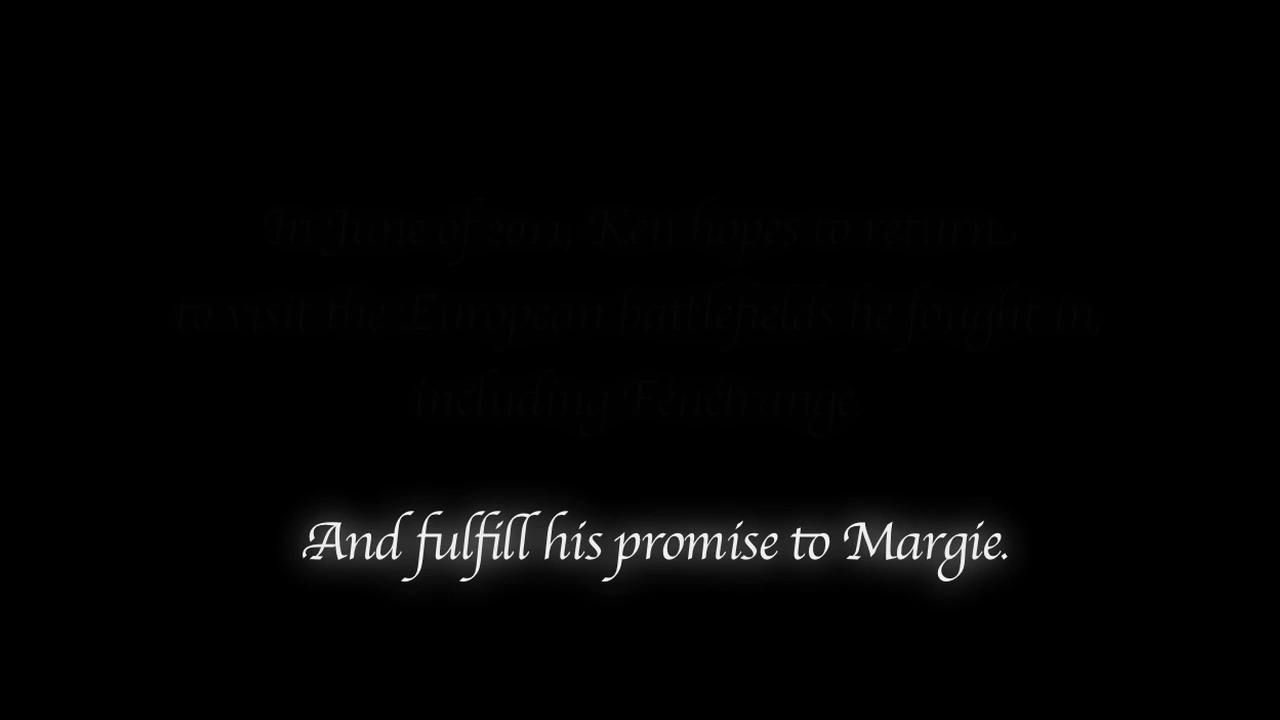 In June of 2011, Ken hopes to return
to visit the European battlefields he fought in,
including Fénétrange.
And fulfill his promise to Margie.